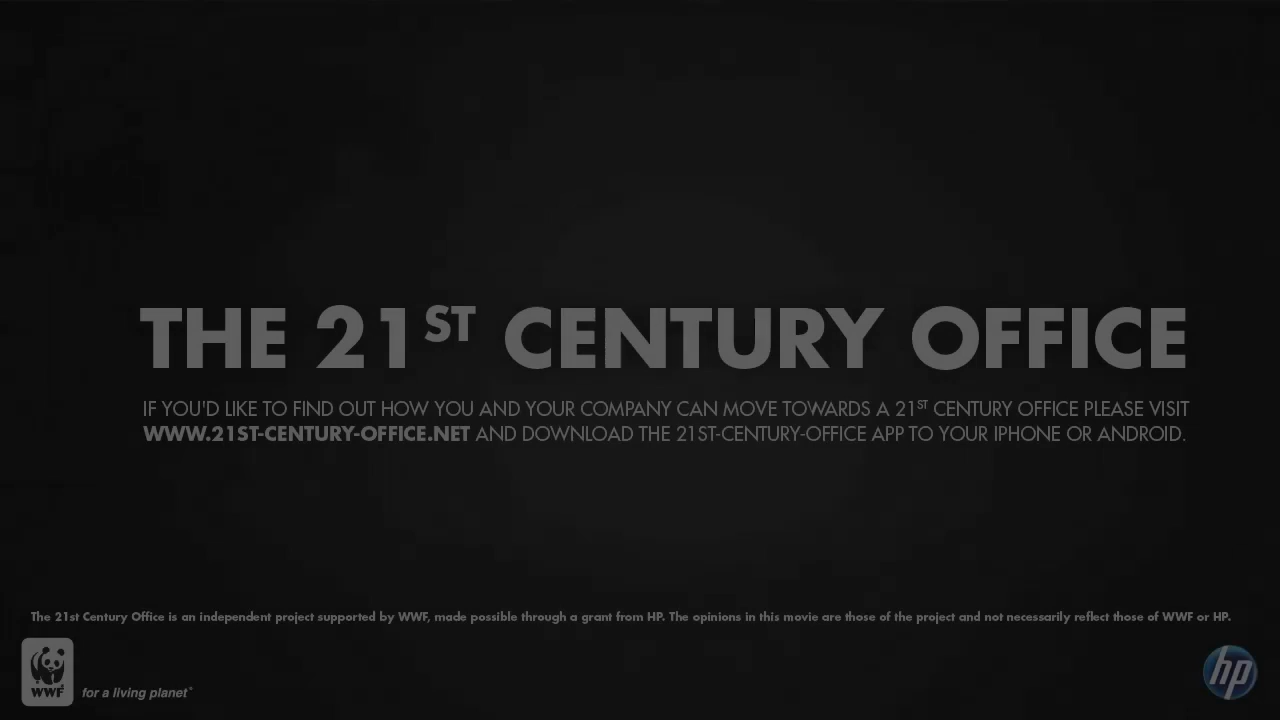 THE 21ST CENTURY OFFICE
IF YOU'D LIKE TO FIND OUT HOW YOU AND YOUR COMPANY CAN MOVE TOWARDS A 21ST CENTURY OFFICE PLEASE VISIT
WWW.21ST-CENTURY-OFFICE.NET AND DOWNLOAD THE 21ST-CENTURY-OFFICE APP TO YOUR IPHONE OR ANDROID.
The 21st Century Office is an independent project supported by WWF, made possible through a grant from HP. The opinions in this movie are those of the project and not necessarily reflect those of WWF or HP.
WWF
for a living planet®
hp